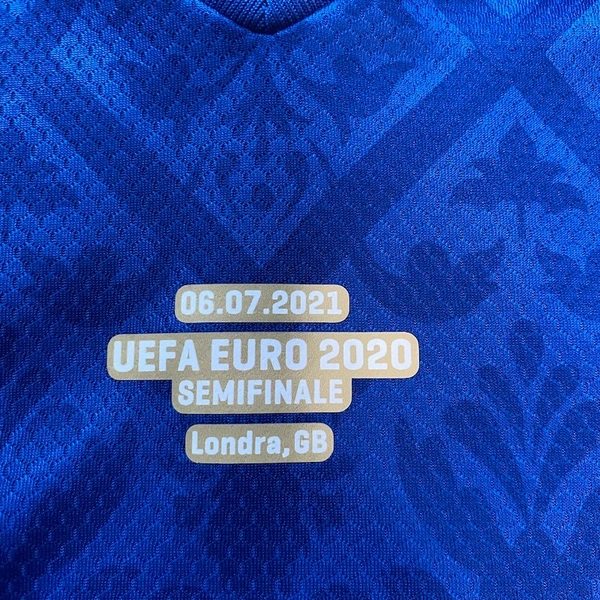 06.07.2021
UEFA EURO 2020
SEMIFINALE
Londra, GB